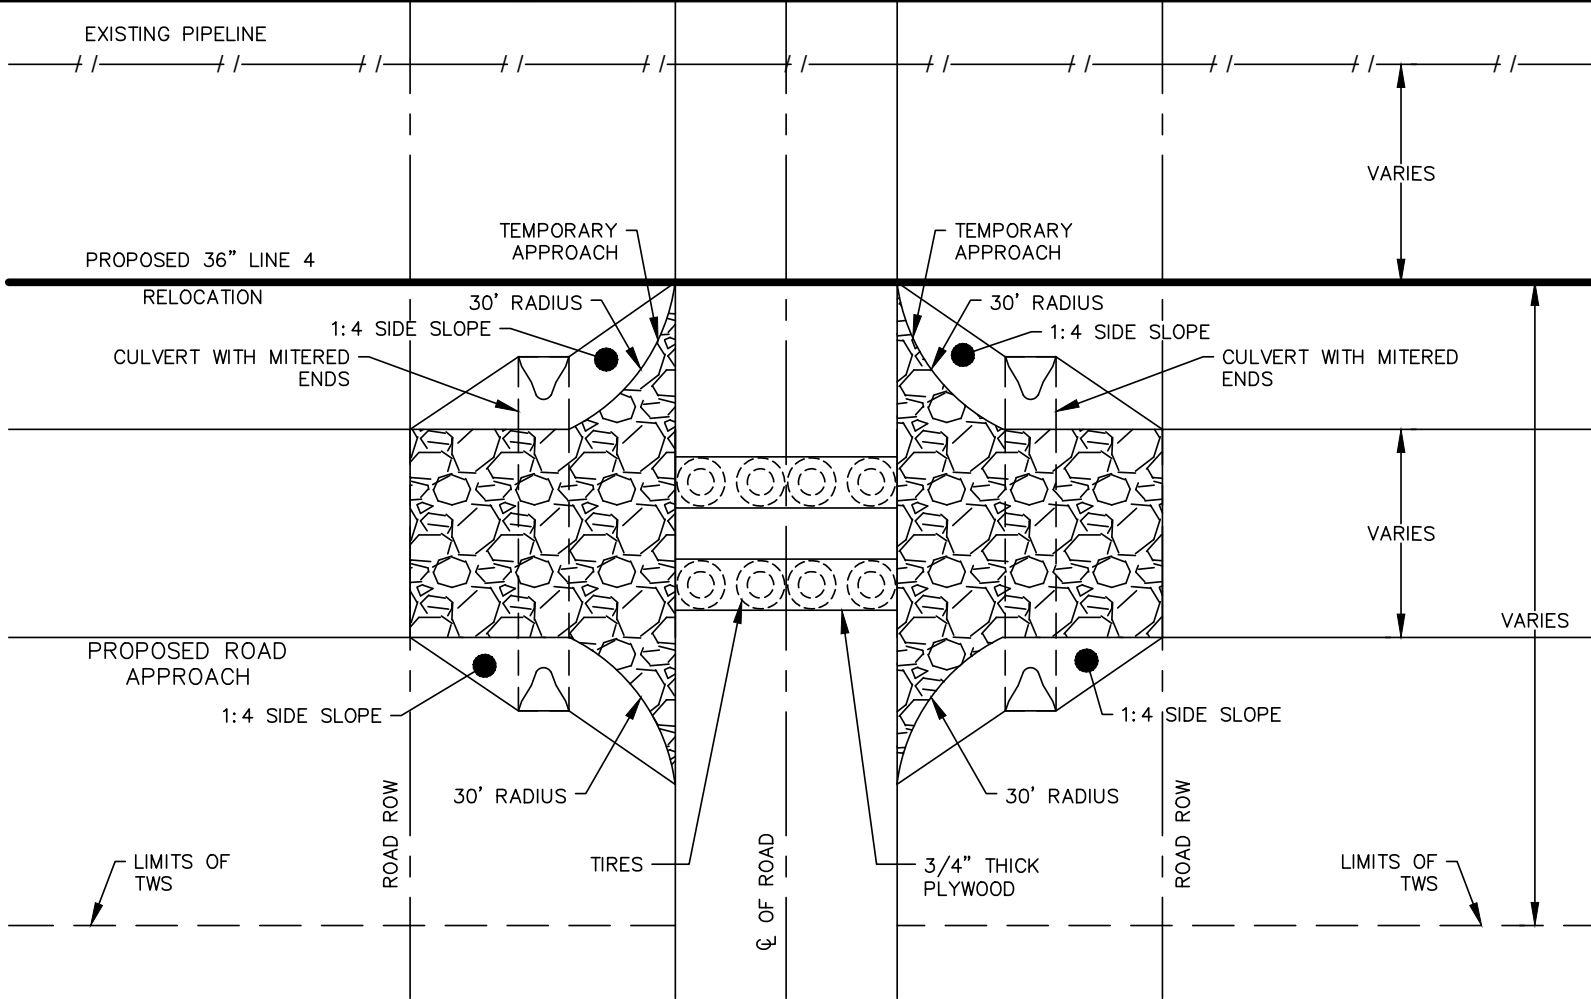 EXISTING PIPELINE
VARIES
TEMPORARY
APPROACH
TEMPORARY
APPROACH
PROPOSED 36" LINE 4
RELOCATION
30' RADIUS
30' RADIUS
1:4 SIDE SLOPE
1:4 SIDE SLOPE
CULVERT WITH MITERED
ENDS
CULVERT WITH MITERED
ENDS
VARIES
VARIES
PROPOSED ROAD
APPROACH
1:4 SIDE SLOPE
1:4 SIDE SLOPE
30' RADIUS
30' RADIUS
ROAD ROW
ROAD ROW
LIMITS OF
TWS
TIRES
℄ OF ROAD
3/4" THICK
PLYWOOD
LIMITS OF
TWS